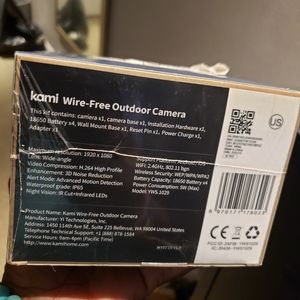 kami Wire-Free Outdoor Camera
This kit contains: camera x1, camera base x1, Installation Hardware x1,
18650 Battery x4, Wall Mount Base x1, Reset Pin x1, Power Charge x1,
Adapter x1
US
Maximum resolution: 1920 x 1080
Lens: Wide-angle
Video Compression: H.264 High Profile
Enhancement: 3D Noise Reduction
Alert Mode: Advanced Motion Detection
Waterproof grade: IP65
Night Vision: IR Cut+Infrared LEDs
WiFi: 2.4GHz, 802.11 b/g/n
Wireless security: WEP/WPA/WPA2
Battery Capacity: 18650 Battery x4
Power Consumption: 5W (Max)
Model: YWS.1029
Product Name: Kami Wire-Free Outdoor Camera
Manufacturer: Yi Technologies, Inc.
Address: 1450 114th Ave SE, Suite 225 Bellevue, WA 98004 United States
Telephone Support: +1 (888) 878-1584
Service Hours: 9am-6pm (Pacific Time)
www.kamihome.com